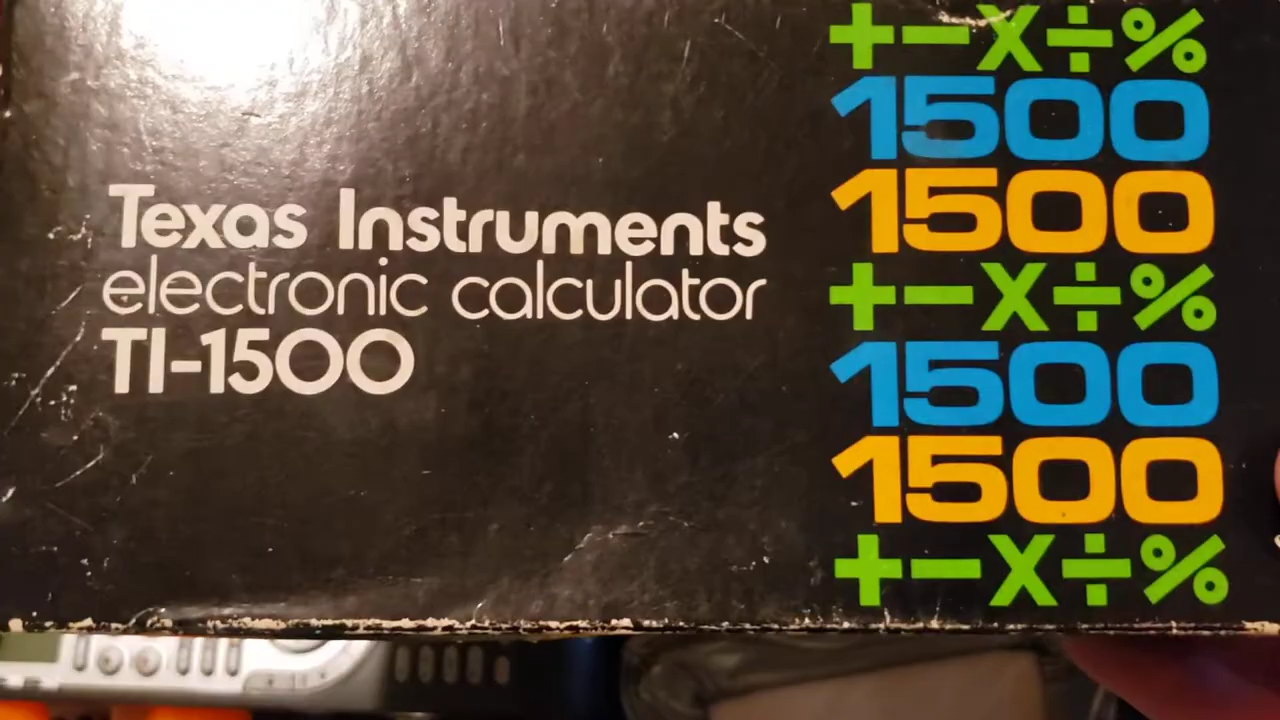 Texas Instruments
electronic calculator
TI-1500
+−X÷%
1500
1500
+−X÷%
1500
1500
+−X÷%